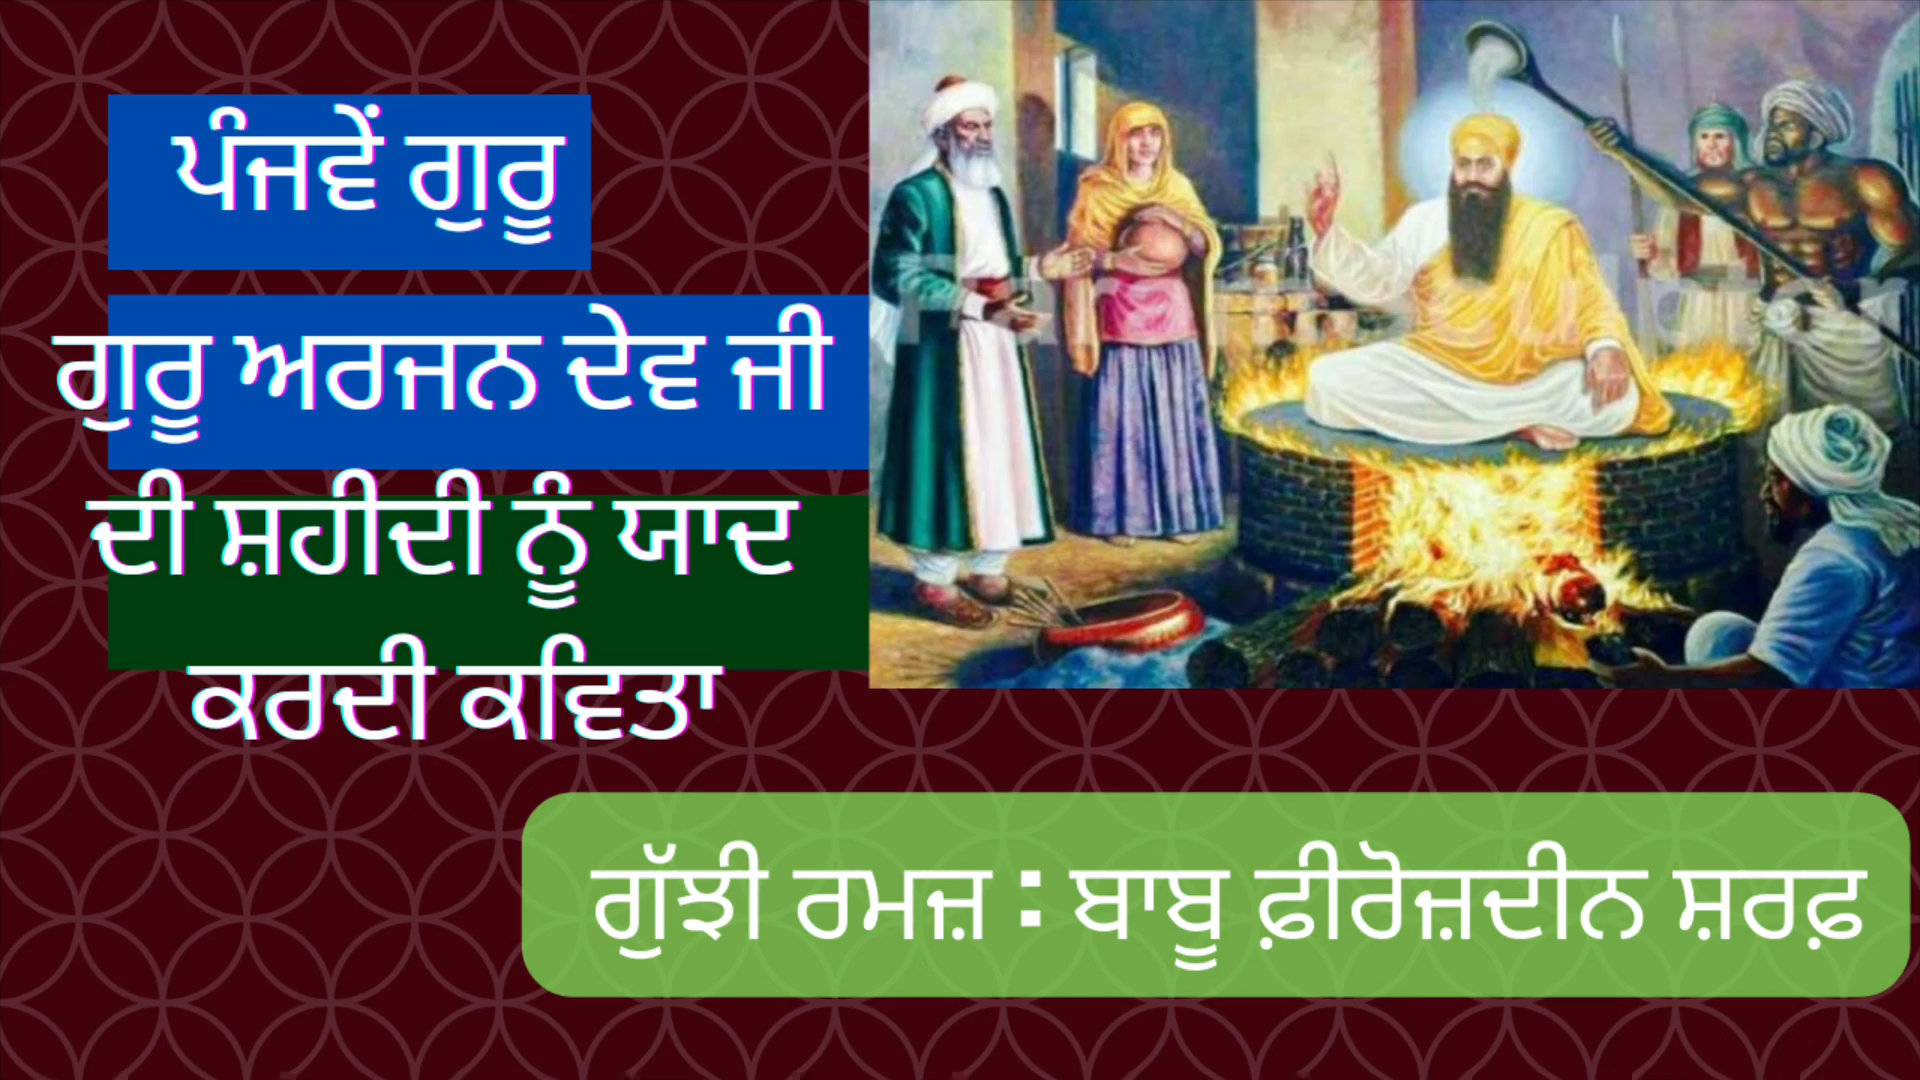 ਪੰਜਵੇਂ ਗੁਰੂ
ਗੁਰੂ ਅਰਜਨ ਦੇਵ ਜੀ
ਦੀ ਸ਼ਹੀਦੀ ਨੂੰ ਯਾਦ
ਕਰਦੀ ਕਵਿਤਾ
ਗੁੱਝੀ ਰਮਜ਼ : ਬਾਬੂ ਫ਼ੀਰੋਜ਼ਦੀਨ ਸ਼ਰਫ਼